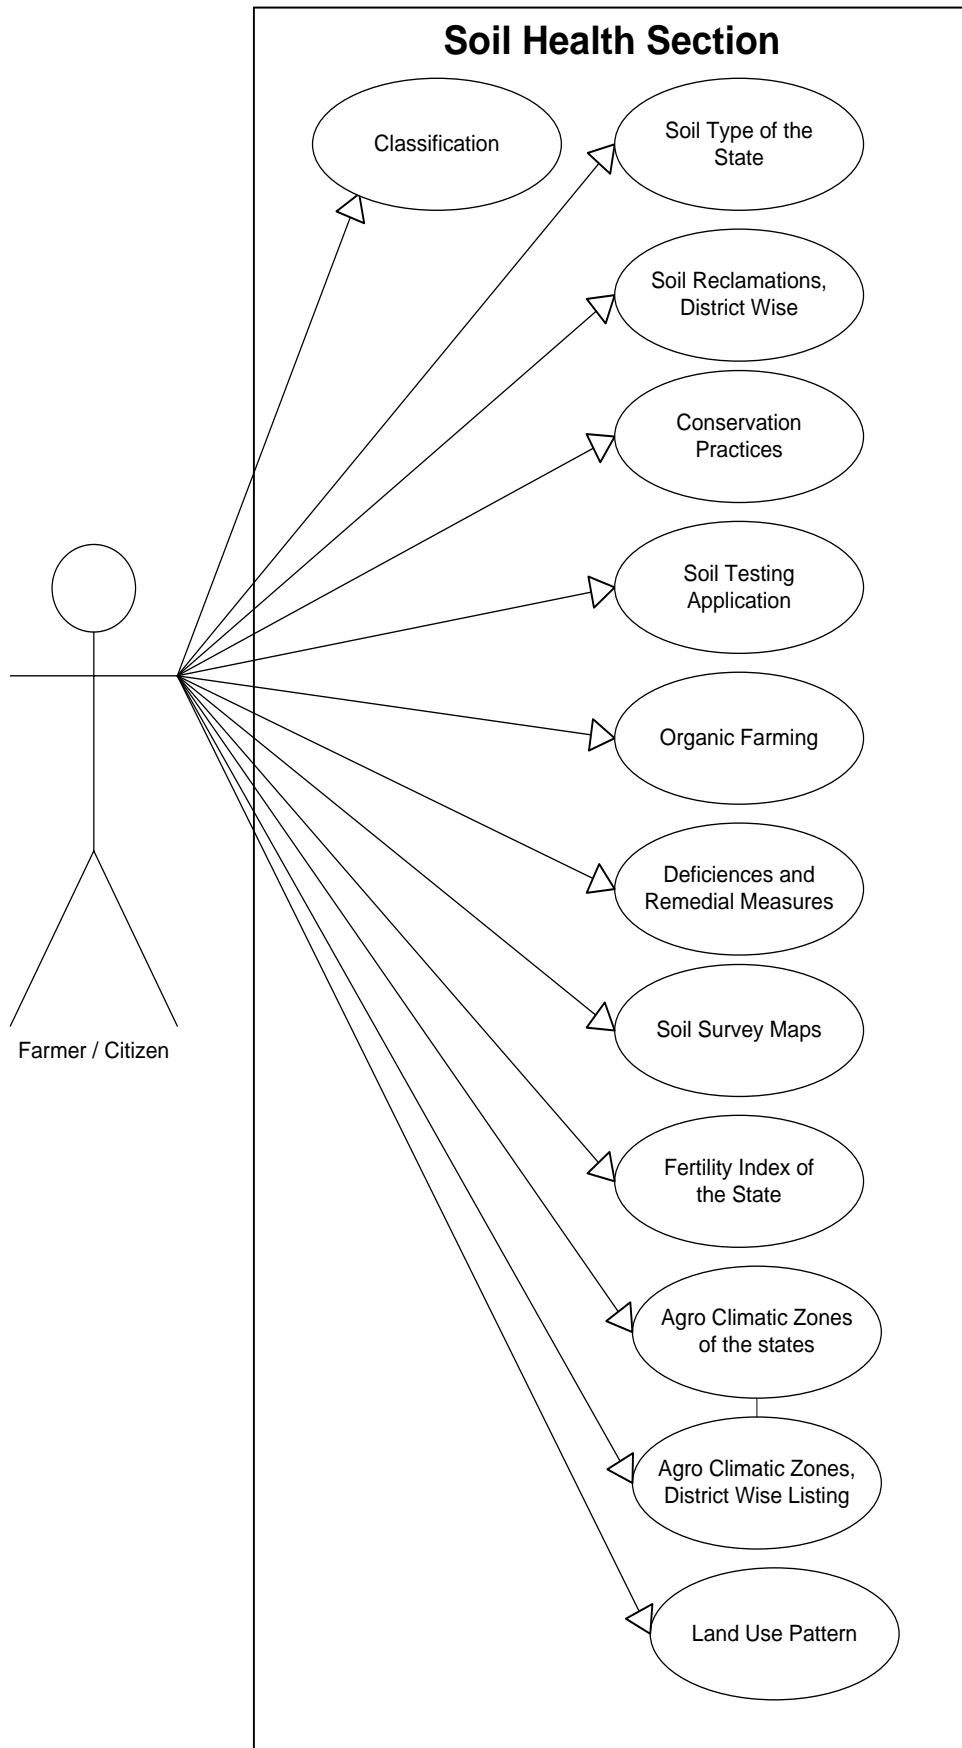 Soil Health Section
Classification
Soil Type of the
State
Soil Reclamations,
District Wise
Conservation
Practices
Soil Testing
Application
Organic Farming
Deficiences and
Remedial Measures
Soil Survey Maps
Farmer / Citizen
Fertility Index of
the State
Agro Climatic Zones
of the states
Agro Climatic Zones,
District Wise Listing
Land Use Pattern